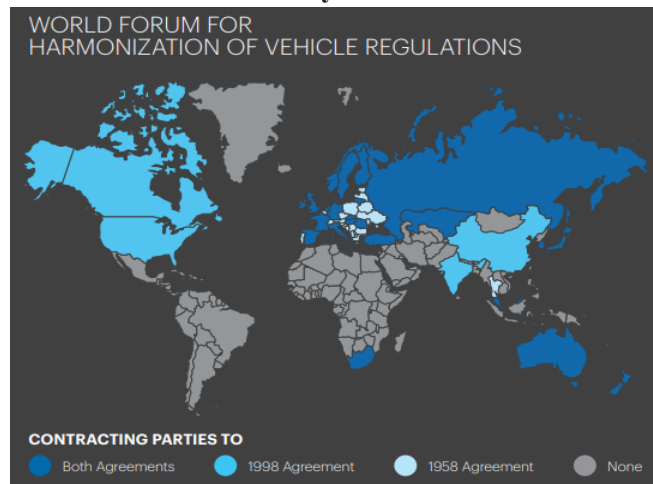 WORLD FORUM FOR
HARMONIZATION OF VEHICLE REGULATIONS
CONTRACTING PARTIES TO
Both Agreements
1998 Agreement
1958 Agreement
None